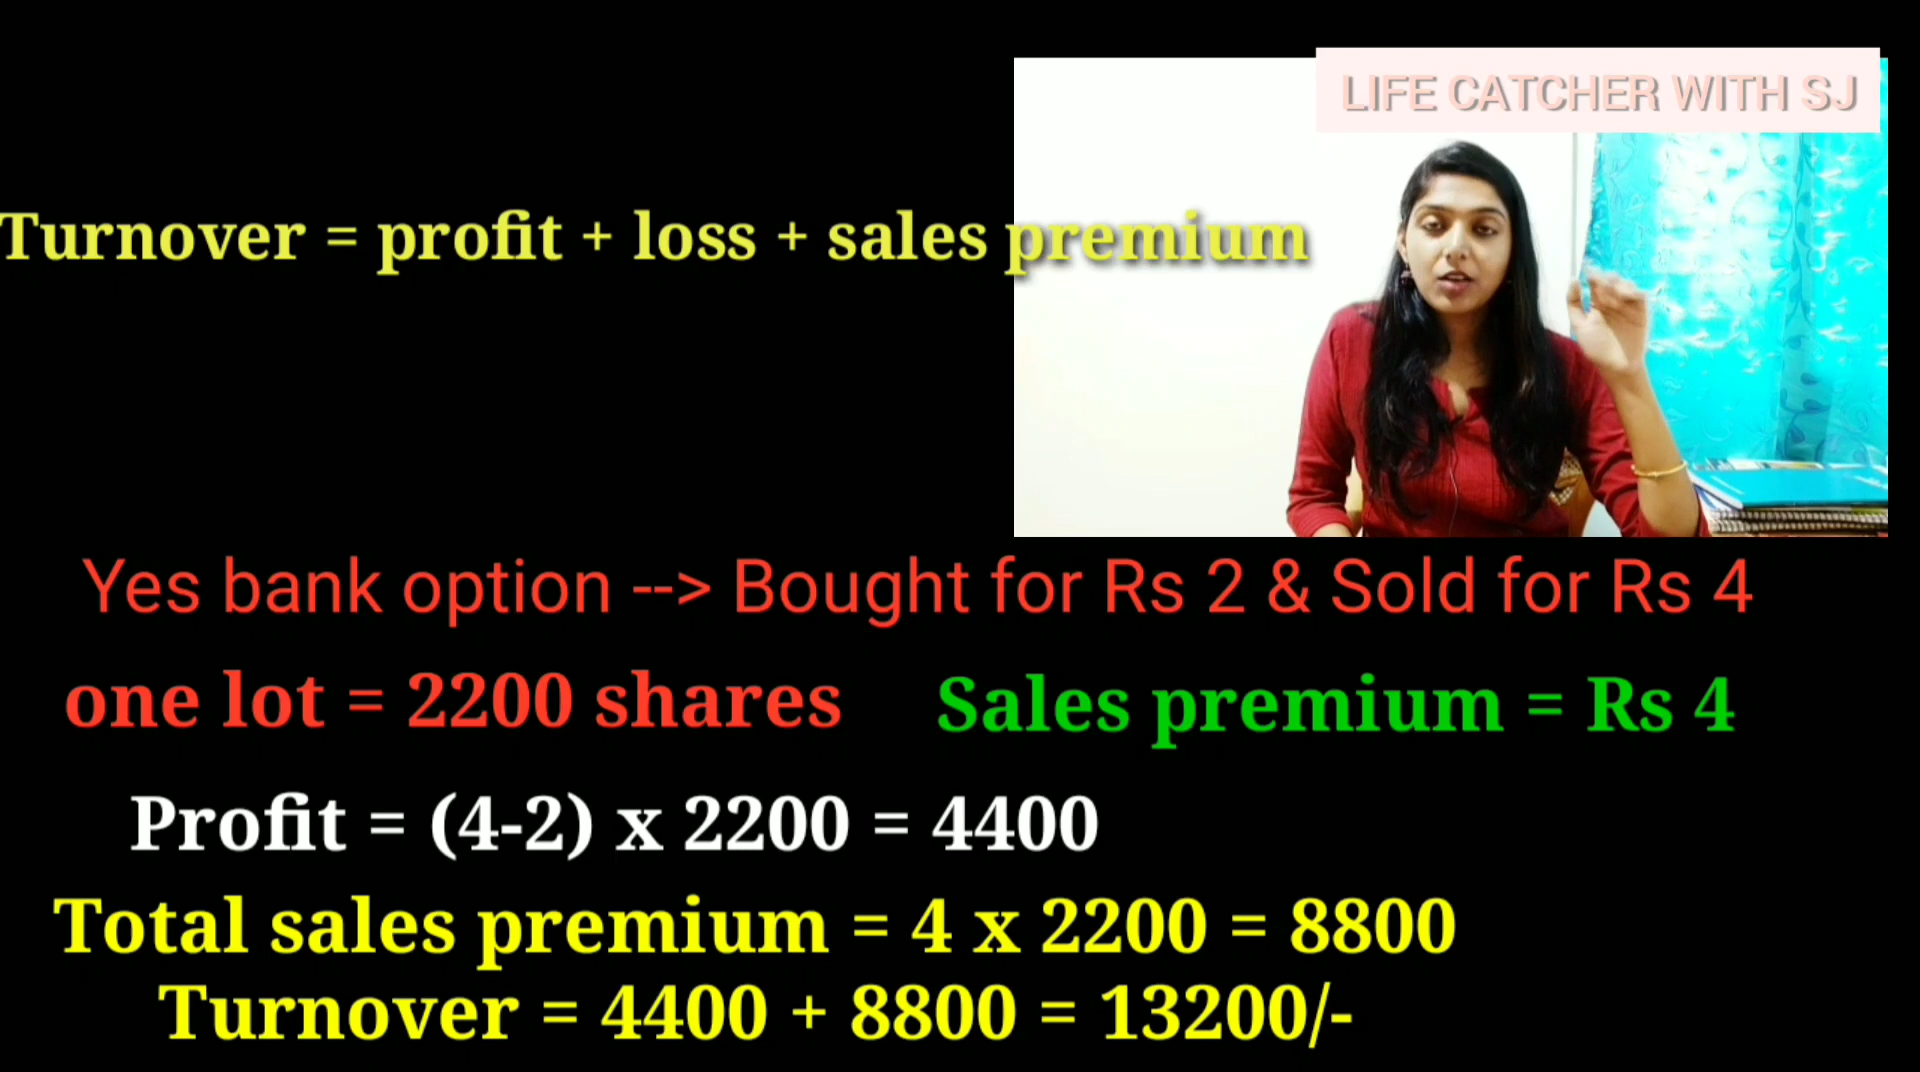 LIFE CATCHER WITH SJ
Turnover = profit + loss + sales premium
Yes bank option --> Bought for Rs 2 & Sold for Rs 4
one lot = 2200 shares
Sales premium = Rs 4
Profit = (4-2) x 2200 = 4400
Total sales premium = 4 x 2200 = 8800
Turnover = 4400 + 8800 = 13200/-